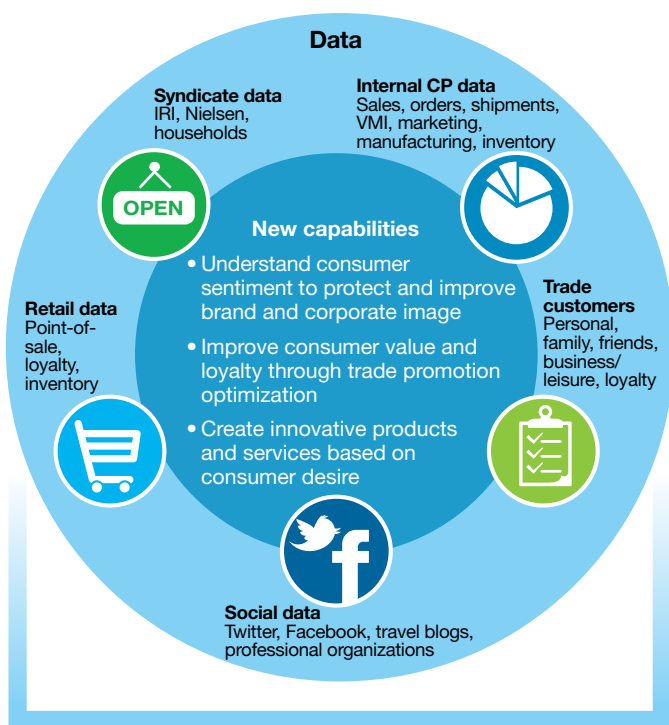 Data
Syndicate data
IRI, Nielsen,
households
Internal CP data
Sales, orders, shipments,
VMI, marketing,
manufacturing, inventory
OPEN
New capabilities
• Understand consumer
sentiment to protect and improve
brand and corporate image
• Improve consumer value and
loyalty through trade promotion
optimization
• Create innovative products
and services based on
consumer desire
Retail data
Point-of-
sale,
loyalty,
inventory
Trade
customers
Personal,
family, friends,
business/
leisure, loyalty
f
Social data
Twitter, Facebook, travel blogs,
professional organizations